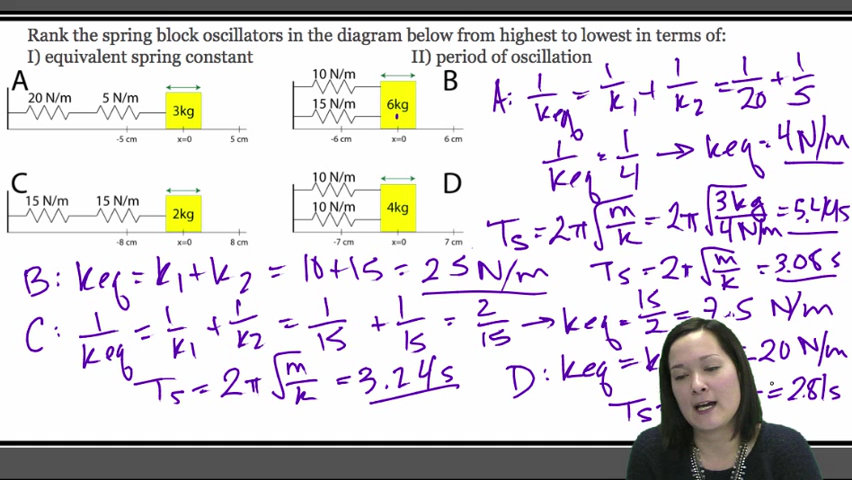 Rank the spring block oscillators in the diagram below from highest to lowest in terms of:
I) equivalent spring constant II) period of oscillation
A
20 N/m 5 N/m
3kg
-5 cm x=0 5 cm
10 N/m
15 N/m
6kg
B
-6 cm x=0 6 cm
C
15 N/m 15 N/m
2kg
-8 cm x=0 8 cm
10 N/m
10 N/m
4kg
D
-7 cm x=0 7 cm
A: 1/keq = 1/k1 + 1/k2 = 1/20 + 1/5
1/keq = 1/4 → keq = 4 N/m
Ts = 2π√m/k = 2π√3kg/4N/m = 5.44s
B: keq = k1 + k2 = 10 + 15 = 25 N/m
Ts = 2π√m/k = 3.08 s
C: 1/keq = 1/k1 + 1/k2 = 1/15 + 1/15 = 2/15 → keq = 15/2 = 7.5 N/m
Ts = 2π√m/k = 3.24s
D: keq = k = 20 N/m
Ts = = 2.81s